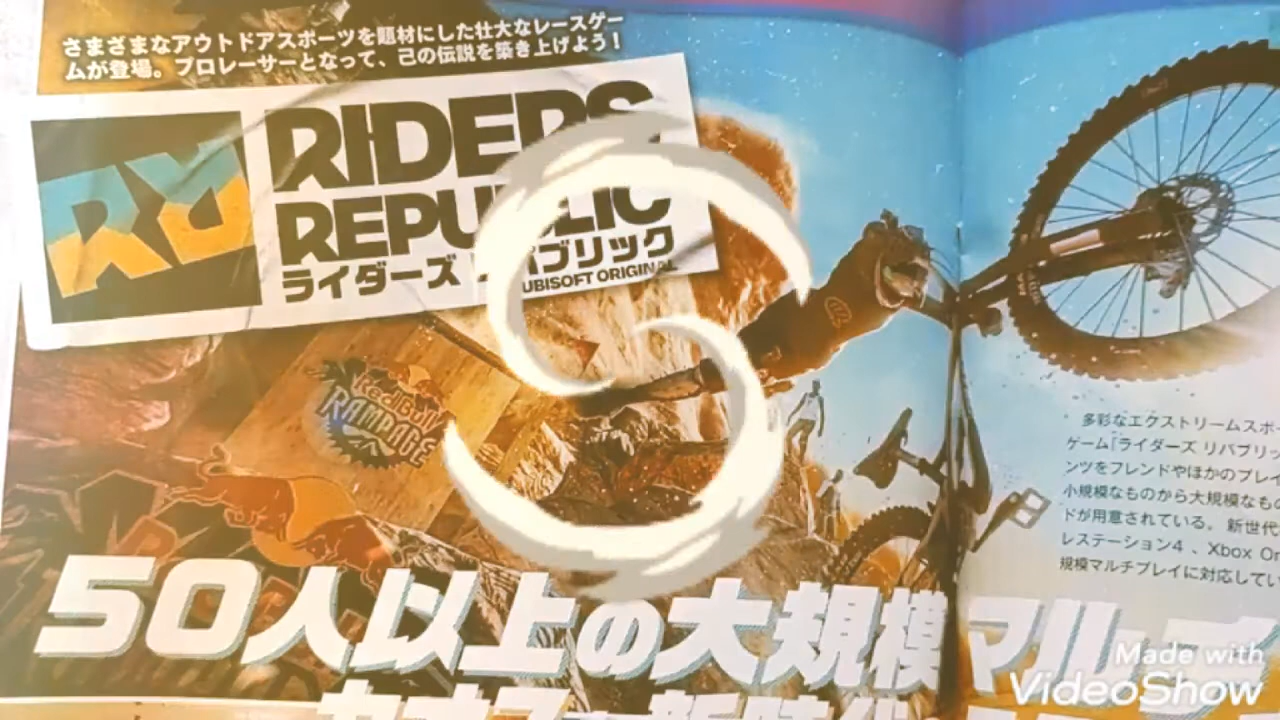 さまざまなアウトドアスポーツを題材にした壮大なレースゲー
ムが登場。プロレーサーとなって、己の伝説を築き上げよう!
RIDERS
REPUBLIC
ライダーズ リパブリック
UBISOFT ORIGINAL
Red Bull
RAMPAGE
多彩なエクストリームスポー
ゲーム『ライダーズ リパブリッ
ンツをフレンドやほかのプレイ
小規模なものから大規模なも
ドが用意されている。新世代
レステーション4 、Xbox On
規模マルチプレイに対応してい
50人以上の大規模マルチプ
Made with
VideoShow